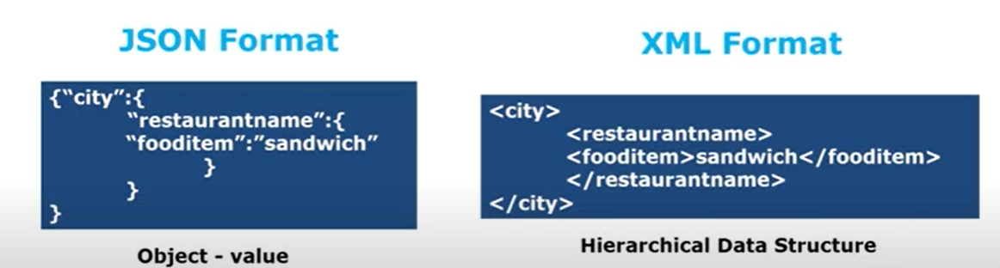 JSON Format
{“city”:{
“restaurantname”:{
“fooditem”:”sandwich”
}
}
}
Object - value
XML Format
<city>
<restaurantname>
<fooditem>sandwich</fooditem>
</restaurantname>
</city>
Hierarchical Data Structure